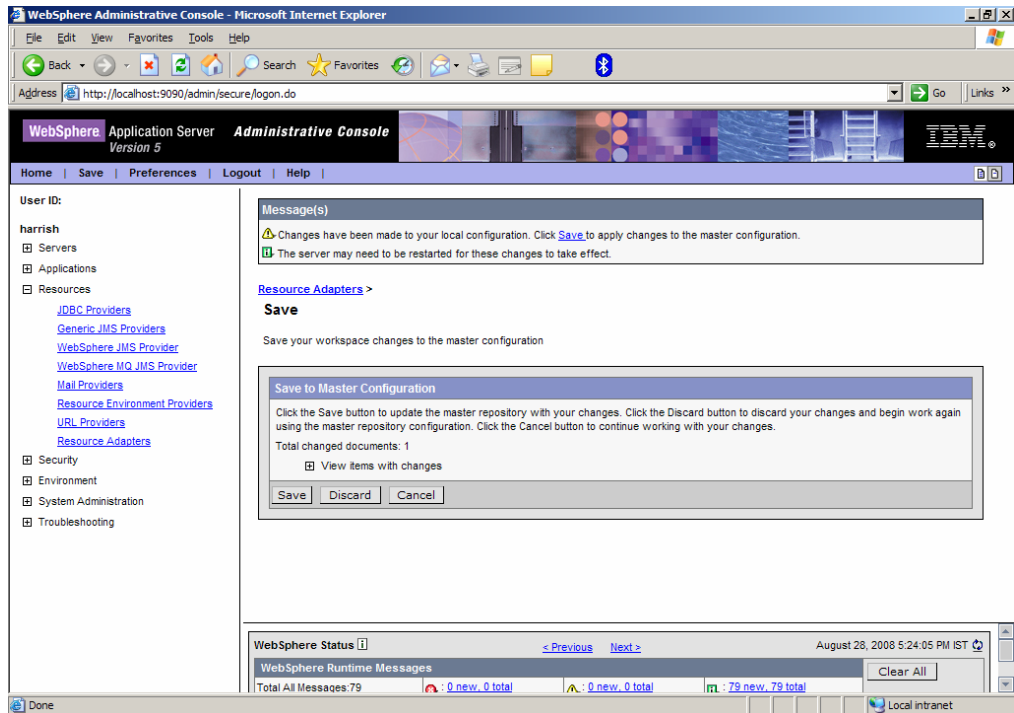 WebSphere Administrative Console - Microsoft Internet Explorer
File Edit View Favorites Tools Help
Back Search Favorites
Address http://localhost:9090/admin/secure/logon.do Go Links »
WebSphere Application Server Administrative Console
Version 5
IBM®
Home | Save | Preferences | Logout | Help |
User ID:
harrish
Servers
Applications
Resources
JDBC Providers
Generic JMS Providers
WebSphere JMS Provider
WebSphere MQ JMS Provider
Mail Providers
Resource Environment Providers
URL Providers
Resource Adapters
Security
Environment
System Administration
Troubleshooting
Message(s)
Changes have been made to your local configuration. Click Save to apply changes to the master configuration.
The server may need to be restarted for these changes to take effect.
Resource Adapters >
Save
Save your workspace changes to the master configuration
Save to Master Configuration
Click the Save button to update the master repository with your changes. Click the Discard button to discard your changes and begin work again
using the master repository configuration. Click the Cancel button to continue working with your changes.
Total changed documents: 1
View items with changes
Save Discard Cancel
WebSphere Status i < Previous Next > August 28, 2008 5:24:05 PM IST
WebSphere Runtime Messages Clear All
Total All Messages:79 : 0 new, 0 total : 0 new, 0 total : 79 new, 79 total
Done Local intranet